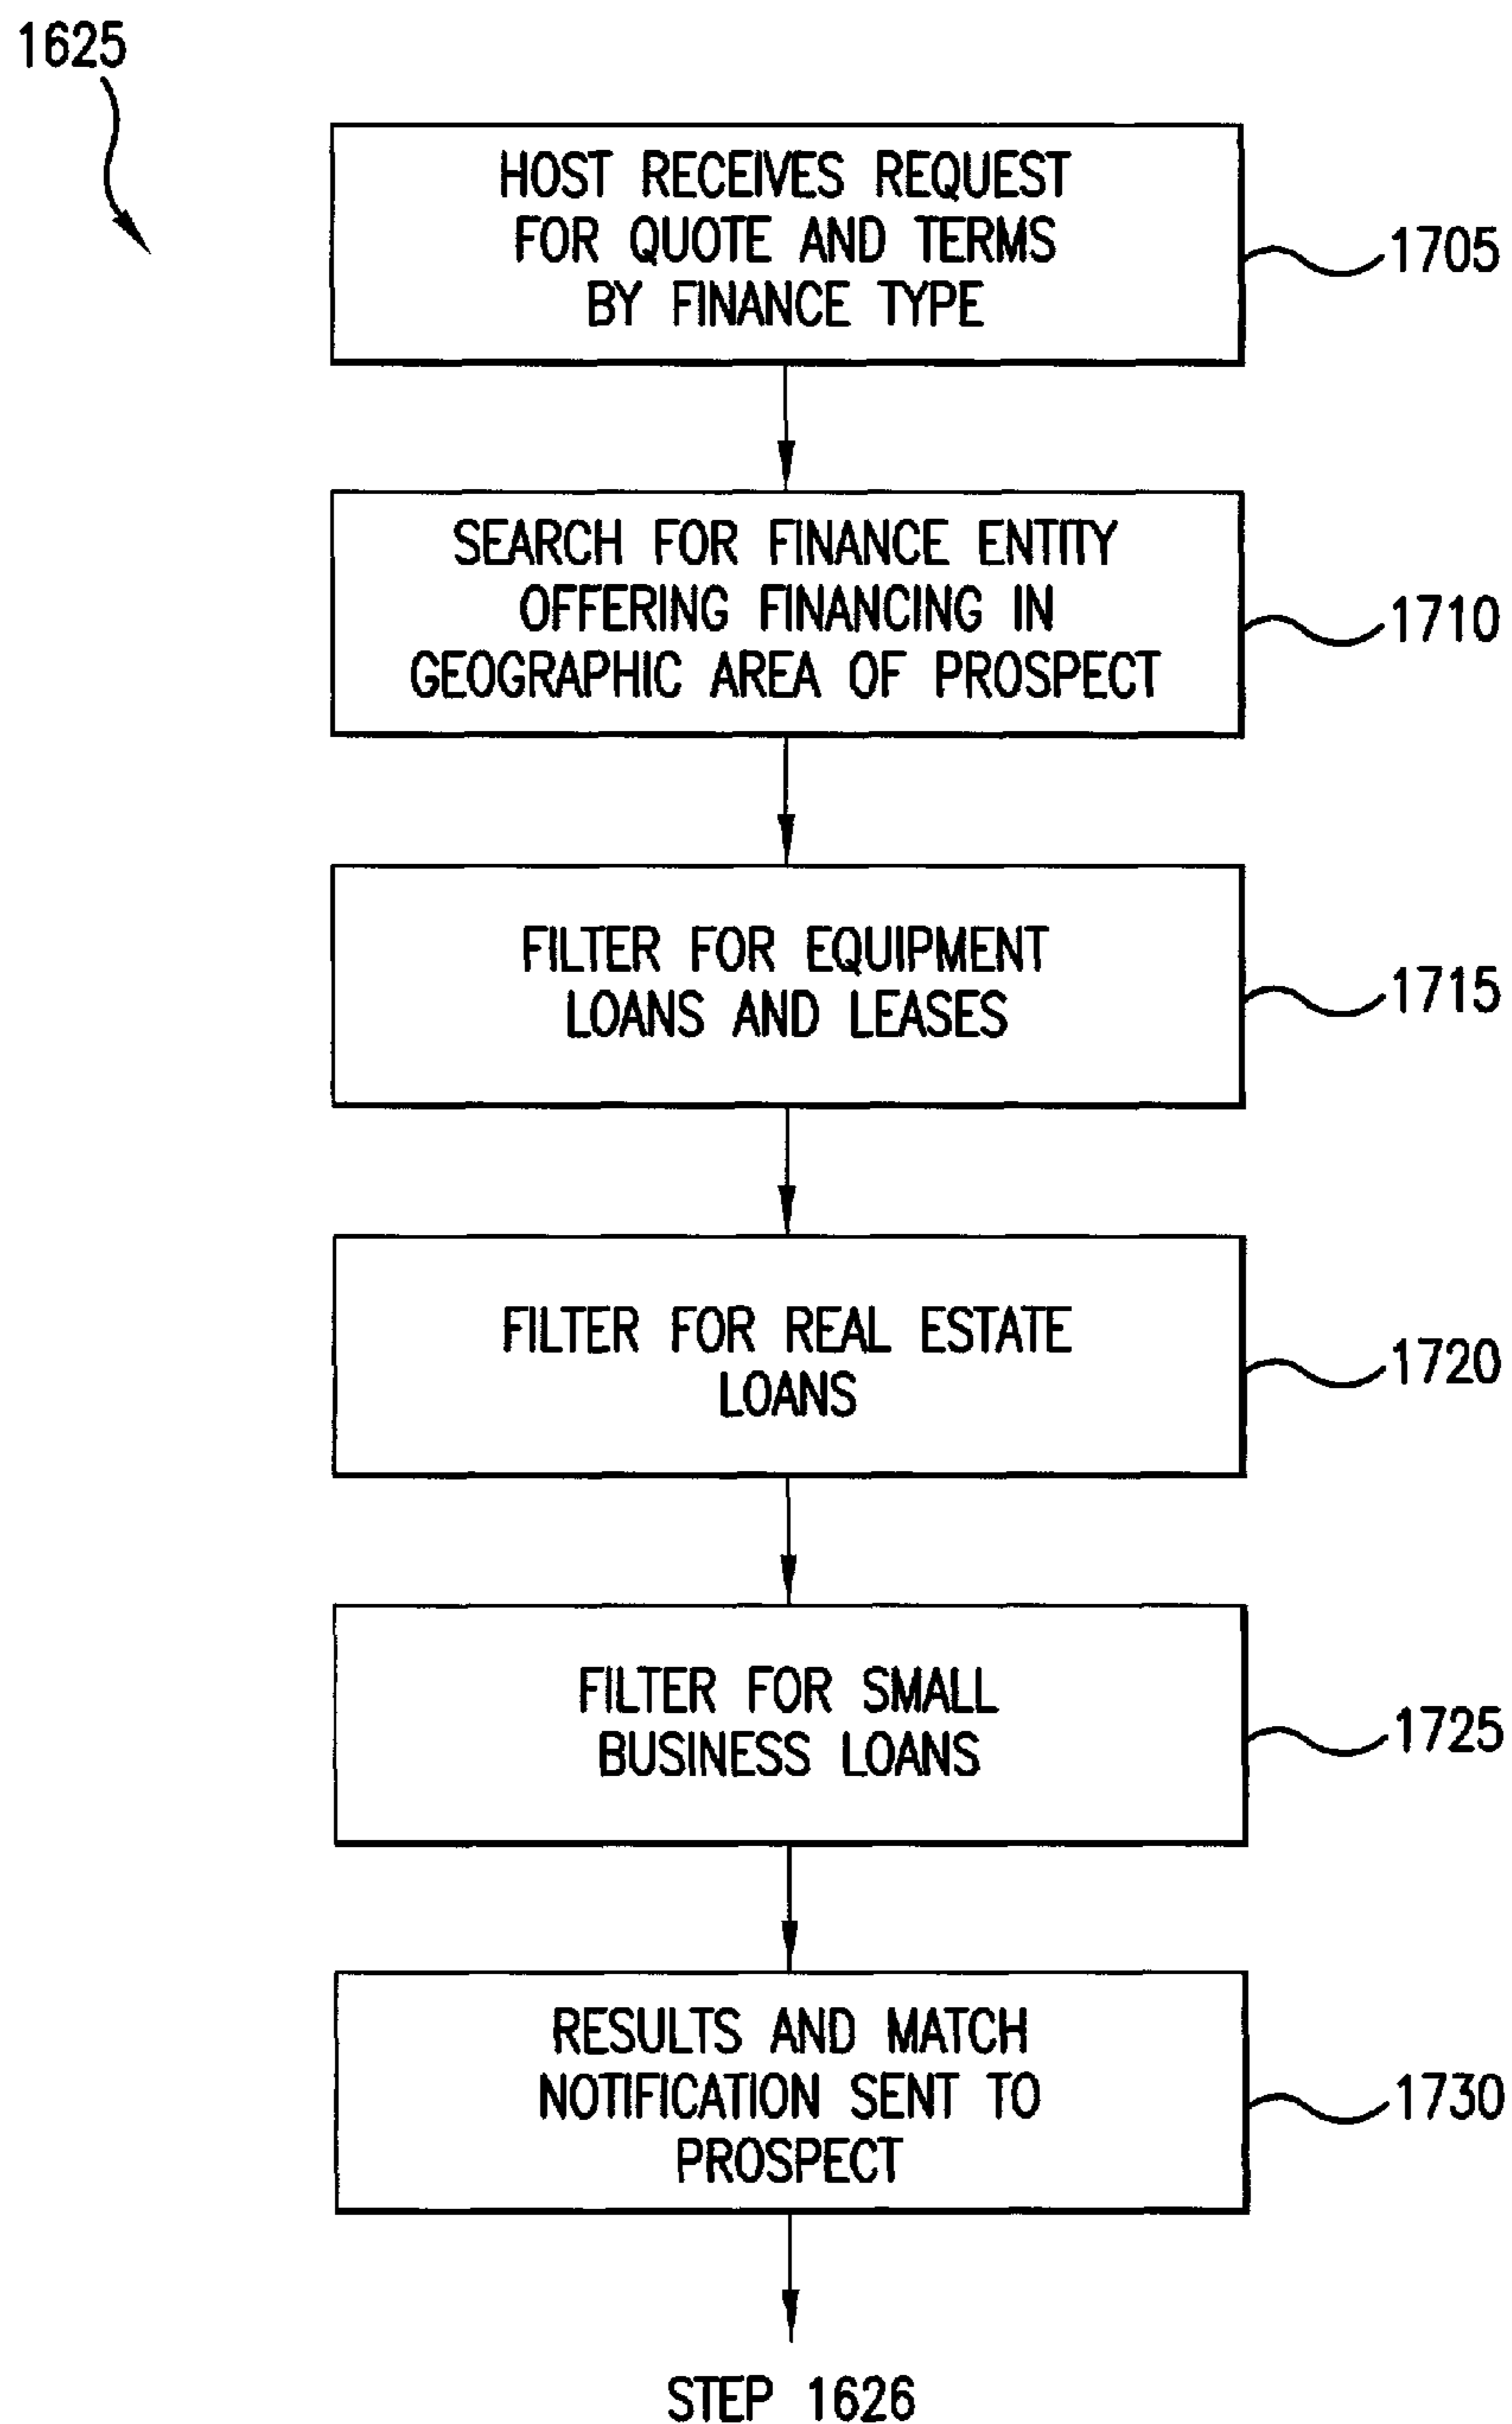 1625
HOST RECEIVES REQUEST
FOR QUOTE AND TERMS
BY FINANCE TYPE
1705
SEARCH FOR FINANCE ENTITY
OFFERING FINANCING IN
GEOGRAPHIC AREA OF PROSPECT
1710
FILTER FOR EQUIPMENT
LOANS AND LEASES
1715
FILTER FOR REAL ESTATE
LOANS
1720
FILTER FOR SMALL
BUSINESS LOANS
1725
RESULTS AND MATCH
NOTIFICATION SENT TO
PROSPECT
1730
STEP 1626